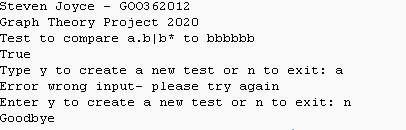 Steven Joyce - G00362012
Graph Theory Project 2020
Test to compare a.b|b* to bbbbbb
True
Type y to create a new test or n to exit: a
Error wrong input- please try again
Enter y to create a new test or n to exit: n
Goodbye